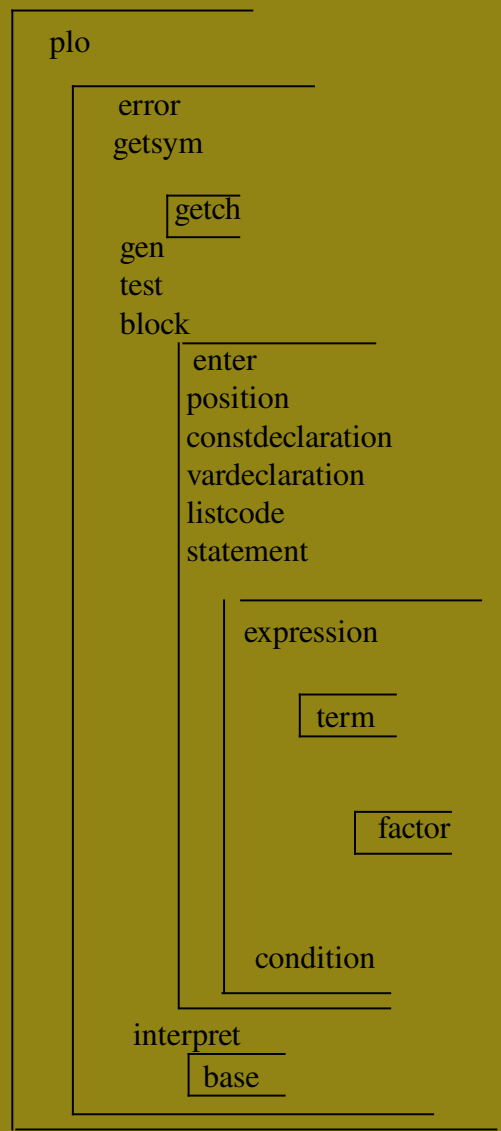 plo
error
getsym
getch
gen
test
block
enter
position
constdeclaration
vardeclaration
listcode
statement
expression
term
factor
condition
interpret
base